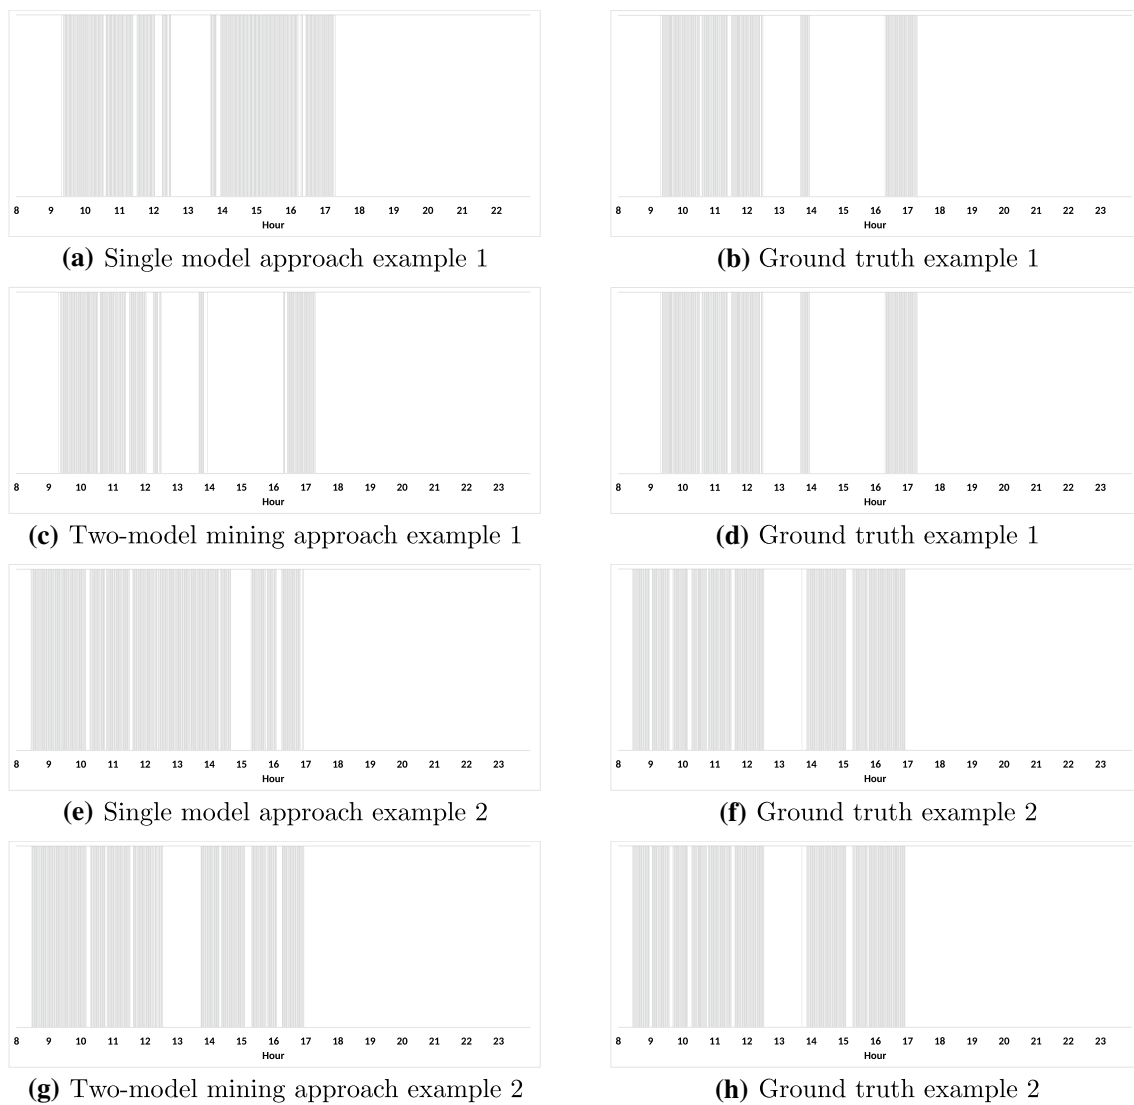 8 9 10 11 12 13 14 15 16 17 18 19 20 21 22
Hour
(a) Single model approach example 1
8 9 10 11 12 13 14 15 16 17 18 19 20 21 22 23
Hour
(b) Ground truth example 1
8 9 10 11 12 13 14 15 16 17 18 19 20 21 22 23
Hour
(c) Two-model mining approach example 1
8 9 10 11 12 13 14 15 16 17 18 19 20 21 22 23
Hour
(d) Ground truth example 1
8 9 10 11 12 13 14 15 16 17 18 19 20 21 22 23
Hour
(e) Single model approach example 2
8 9 10 11 12 13 14 15 16 17 18 19 20 21 22 23
Hour
(f) Ground truth example 2
8 9 10 11 12 13 14 15 16 17 18 19 20 21 22 23
Hour
(g) Two-model mining approach example 2
8 9 10 11 12 13 14 15 16 17 18 19 20 21 22 23
Hour
(h) Ground truth example 2